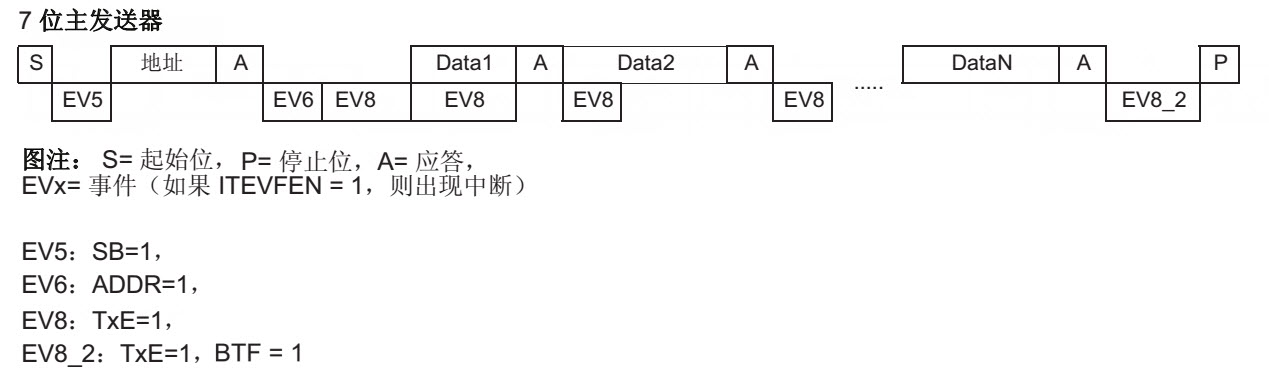 7 位主发送器
S 地址 A Data1 A Data2 A DataN A P
EV5 EV6 EV8 EV8 EV8 EV8 ..... EV8_2
图注： S= 起始位，P= 停止位，A= 应答，
EVx= 事件（如果 ITEVFEN = 1，则出现中断）
EV5：SB=1，
EV6：ADDR=1，
EV8：TxE=1，
EV8_2：TxE=1，BTF = 1